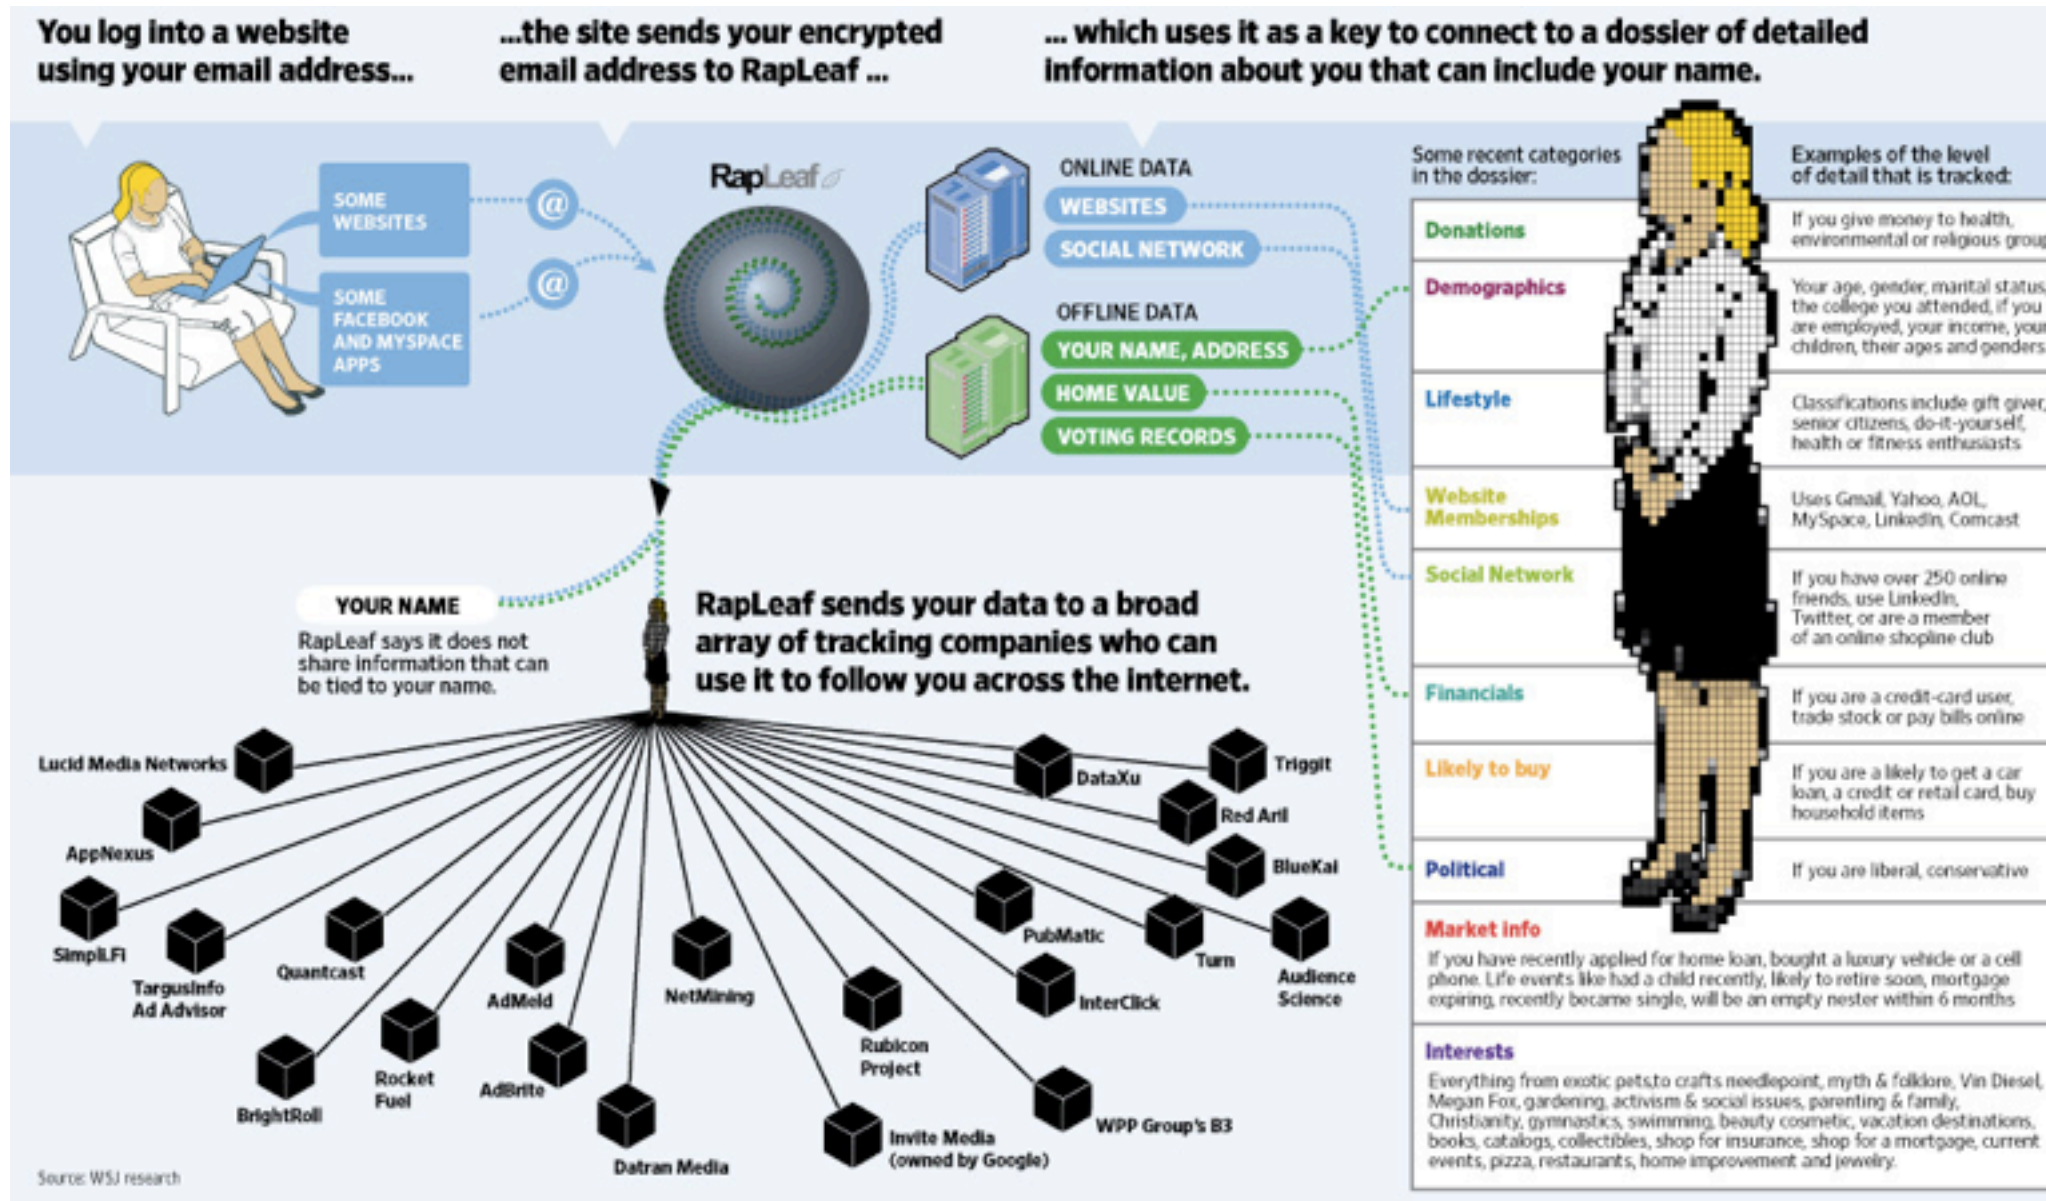 You log into a website
using your email address...
...the site sends your encrypted
email address to RapLeaf ...
... which uses it as a key to connect to a dossier of detailed
information about you that can include your name.
SOME
WEBSITES
SOME
FACEBOOK
AND MYSPACE
APPS
@
@
RapLeaf
ONLINE DATA
WEBSITES
SOCIAL NETWORK
OFFLINE DATA
YOUR NAME, ADDRESS
HOME VALUE
VOTING RECORDS
Some recent categories
in the dossier:
Examples of the level
of detail that is tracked:
Donations
If you give money to health,
environmental or religious group
Demographics
Your age, gender, marital status,
the college you attended, if you
are employed, your income, your
children, their ages and genders.
Lifestyle
Classifications include gift giver,
senior citizens, do-it-yourself,
health or fitness enthusiasts
Website
Memberships
Uses Gmail, Yahoo, AOL,
MySpace, LinkedIn, Comcast
Social Network
If you have over 250 online
friends, use LinkedIn,
Twitter, or are a member
of an online shopline club
Financials
If you are a credit-card user,
trade stock or pay bills online
Likely to buy
If you are a likely to get a car
loan, a credit or retail card, buy
household items
Political
If you are liberal, conservative
Market info
If you have recently applied for home loan, bought a luxury vehicle or a cell
phone. Life events like had a child recently, likely to retire soon, mortgage
expiring, recently became single, will be an empty nester within 6 months
Interests
Everything from exotic pets,to crafts needlepoint, myth & folklore, Vin Diesel,
Megan Fox, gardening, activism & social issues, parenting & family,
Christianity, gymnastics, swimming, beauty cosmetic, vacation destinations,
books, catalogs, collectibles, shop for insurance, shop for a mortgage, current
events, pizza, restaurants, home improvement and jewelry.
YOUR NAME
RapLeaf says it does not
share information that can
be tied to your name.
RapLeaf sends your data to a broad
array of tracking companies who can
use it to follow you across the internet.
Lucid Media Networks
AppNexus
Simpli.Fi
TargusInfo
Ad Advisor
Quantcast
BrightRoll
Rocket
Fuel
AdMeld
AdBrite
Datran Media
NetMining
Invite Media
(owned by Google)
Rubicon
Project
WPP Group's B3
InterClick
PubMatic
Turn
Audience
Science
BlueKai
Red Aril
DataXu
Triggit
Source: WSJ research